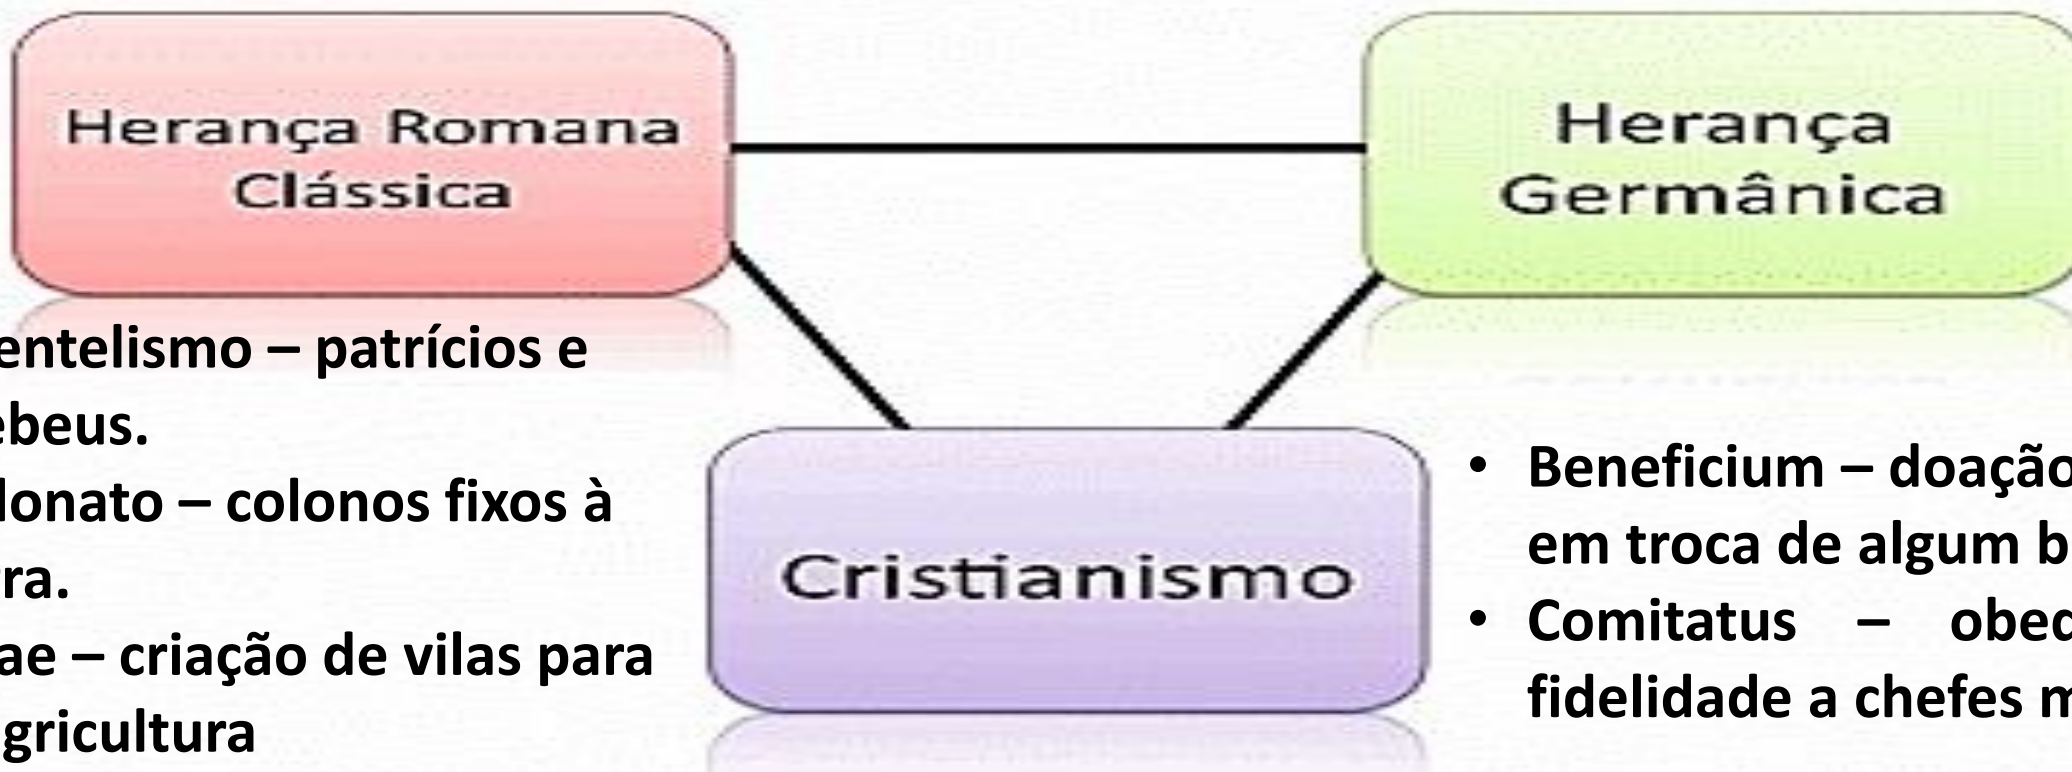 Herança Romana
Clássica
Herança
Germânica
entelismo – patrícios e
ebeus.
lonato – colonos fixos à
ra.
ae – criação de vilas para
gricultura
Cristianismo
• Beneficium – doação
em troca de algum b
• Comitatus – obed
fidelidade a chefes m